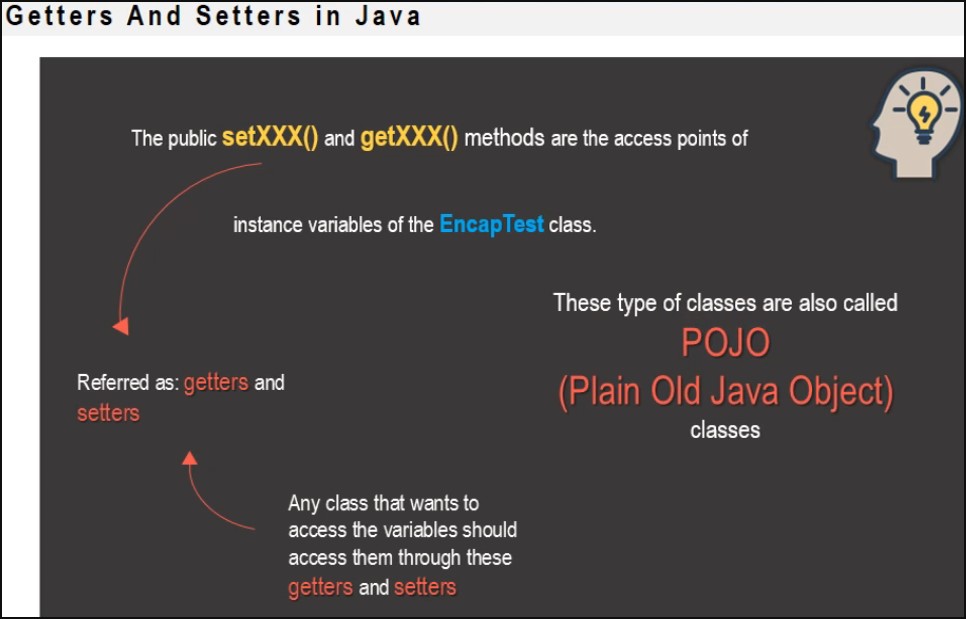 Getters And Setters in Java
The public setXXX() and getXXX() methods are the access points of
instance variables of the EncapTest class.
These type of classes are also called
POJO
(Plain Old Java Object)
classes
Referred as: getters and
setters
Any class that wants to
access the variables should
access them through these
getters and setters